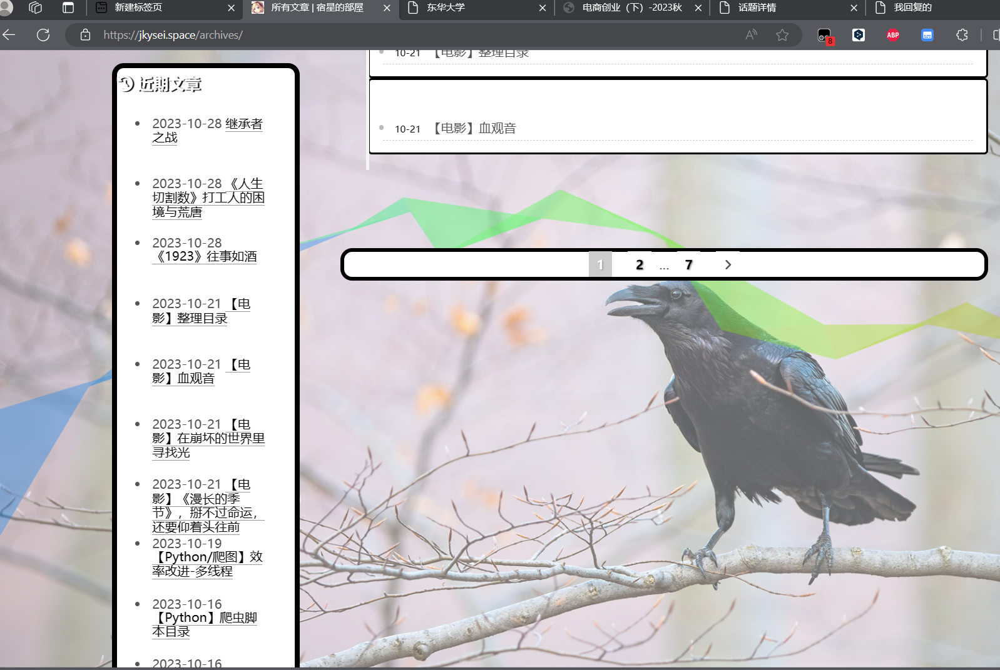 新建标签页
所有文章 | 宿星的部屋
东华大学
电商创业（下）-2023秋
话题详情
我回复的
https://jkysei.space/archives/
8
ABP
近期文章
2023-10-28 继承者
之战
2023-10-28 《人生
切割数》打工人的困
境与荒唐
2023-10-28
《1923》往事如酒
2023-10-21 【电
影】整理目录
2023-10-21 【电
影】血观音
2023-10-21 【电
影】在崩坏的世界里
寻找光
2023-10-21 【电
影】《漫长的季
节》，掰不过命运，
还要仰着头往前
2023-10-19
【Python/爬图】效
率改进-多线程
2023-10-16
【Python】爬虫脚
本目录
2023-10-16
10-21 【电影】整理目录
10-21 【电影】血观音
1 2 ... 7